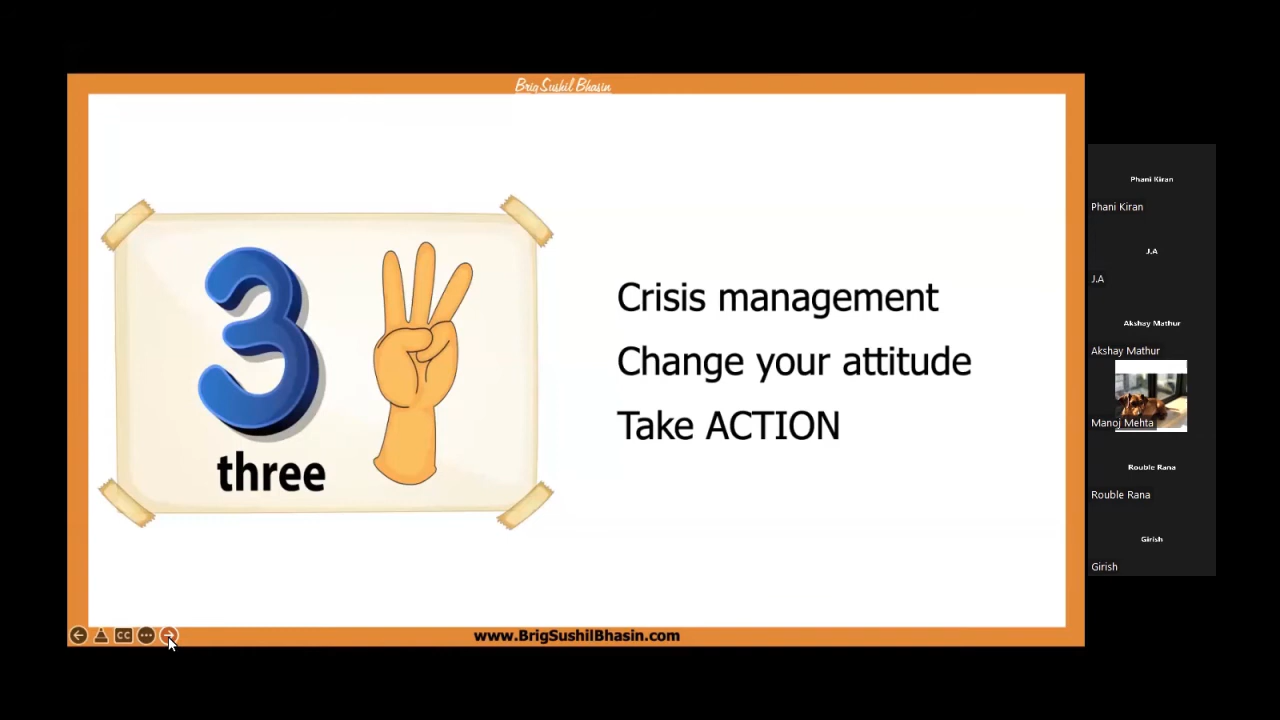 Brig Sushil Bhasin
3
three
Crisis management
Change your attitude
Take ACTION
CC
www.BrigSushilBhasin.com
Phani Kiran
Phani Kiran
J.A
J.A
Akshay Mathur
Akshay Mathur
Manoj Mehta
Rouble Rana
Rouble Rana
Girish
Girish